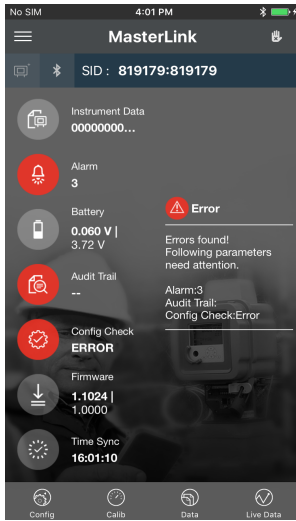 No SIM 4:01 PM
MasterLink
SID : 819179:819179
Instrument Data
00000000...
Alarm
3
Battery
0.060 V |
3.72 V
Audit Trail
--
Config Check
ERROR
Firmware
1.1024 |
1.0000
Time Sync
16:01:10
Error
Errors found!
Following parameters
need attention.
Alarm:3
Audit Trail:
Config Check:Error
Config Calib Data Live Data